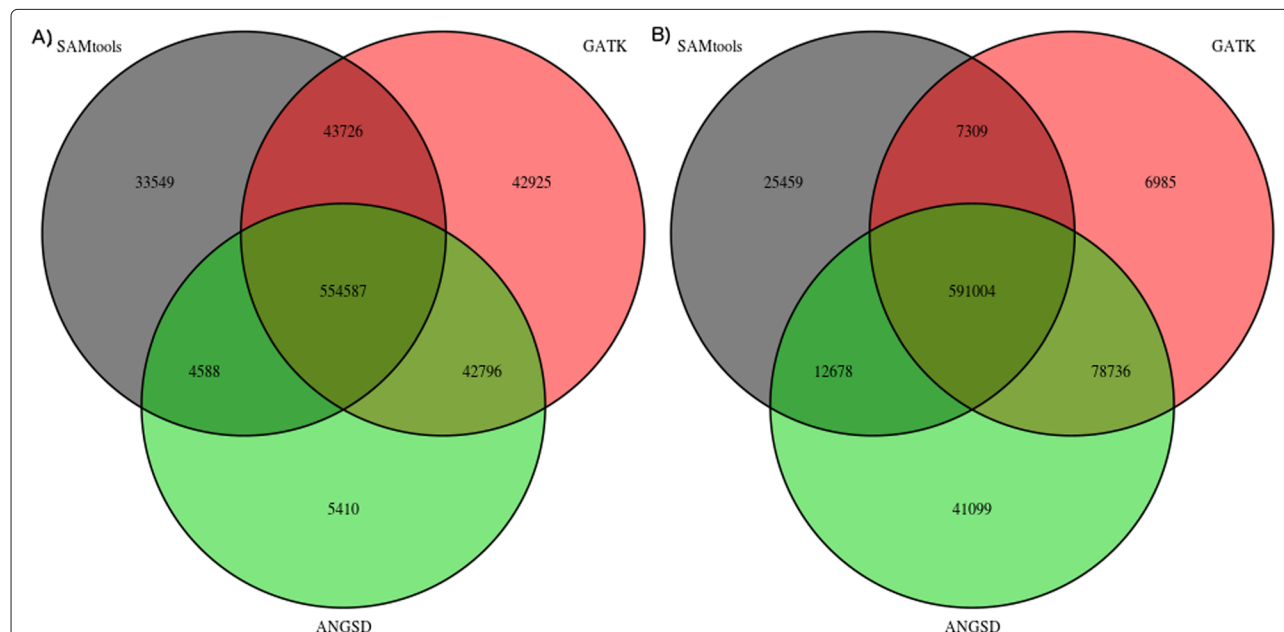 A) SAMtools
GATK
43726
33549
42925
554587
4588
42796
5410
ANGSD
B) SAMtools
GATK
7309
25459
6985
591004
12678
78736
41099
ANGSD